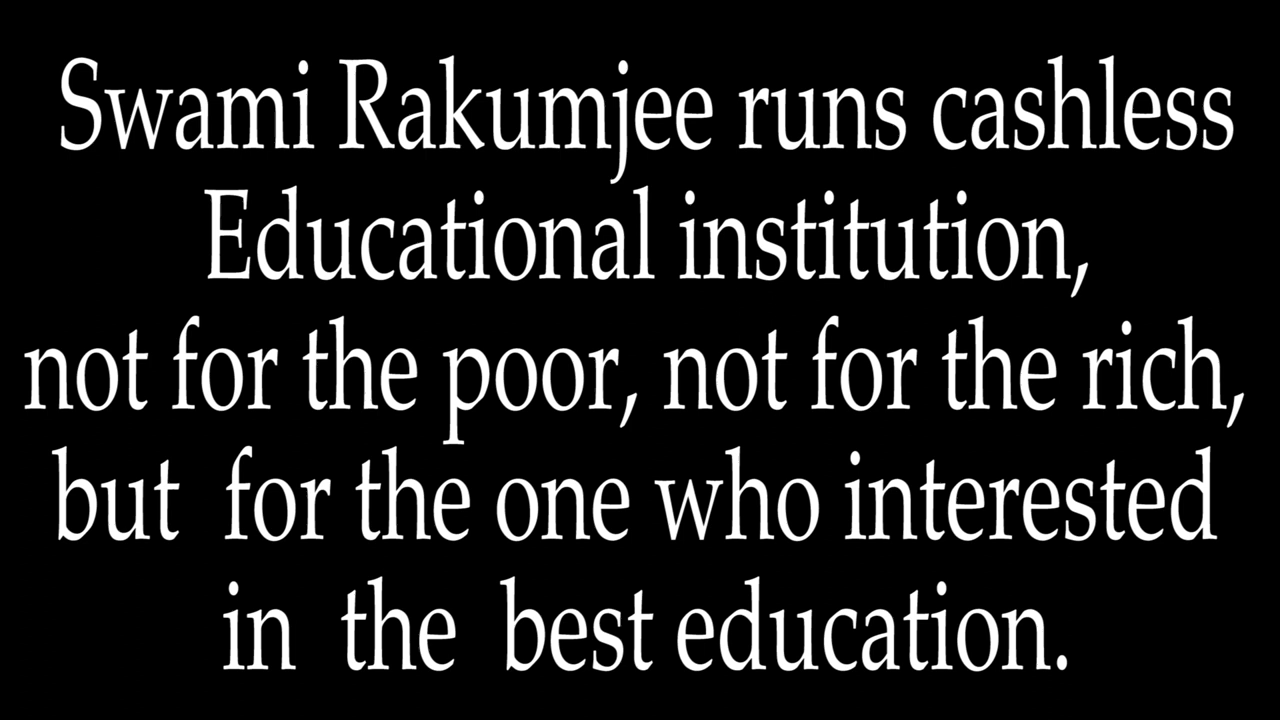 Swami Rakumjee runs cashless
Educational institution,
not for the poor, not for the rich,
but for the one who interested
in the best education.